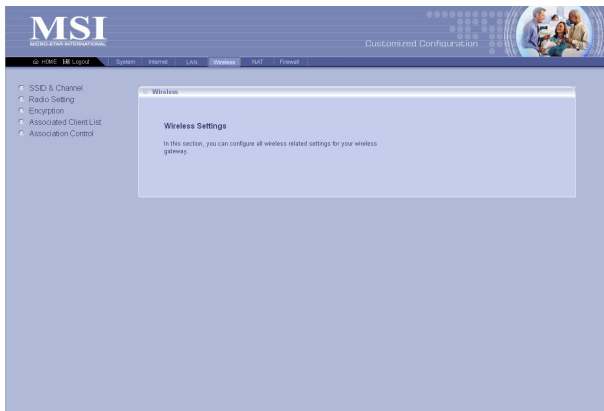 MSI
MICRO-STAR INTERNATIONAL
Customized Configuration
HOME Logout System Internet LAN Wireless NAT Firewall
SSID & Channel
Radio Setting
Encyrption
Associated Client List
Association Control
Wireless
Wireless Settings
In this section, you can configure all wireless related settings for your wireless
gateway.